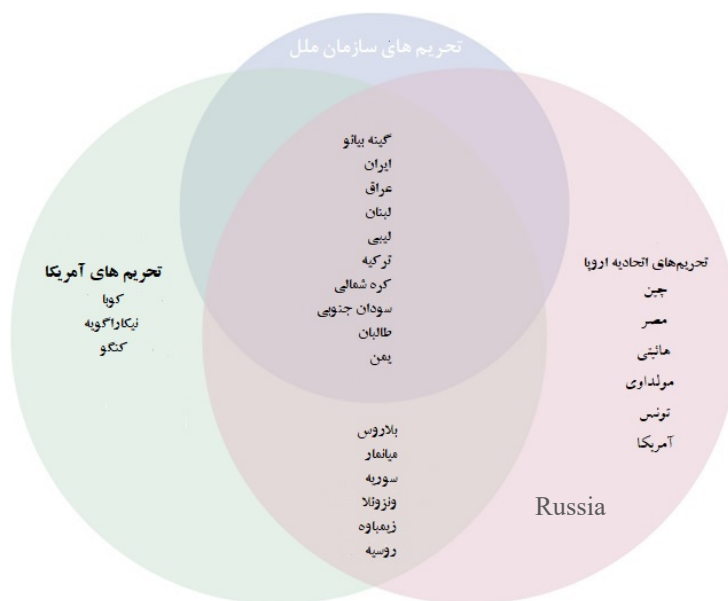 تحریم های سازمان ملل
گینه بیائو
ایران
عراق
لبنان
لیبی
ترکیه
کره شمالی
سودان جنوبی
طالبان
یمن
تحریم های آمریکا
کوبا
نیکاراگویه
کنگو
تحریم‌های اتحادیه اروپا
چین
مصر
هائیتی
مولداوی
تونس
آمریکا
بلاروس
میانمار
سوریه
ونزوئلا
زیمباوه
روسیه
Russia